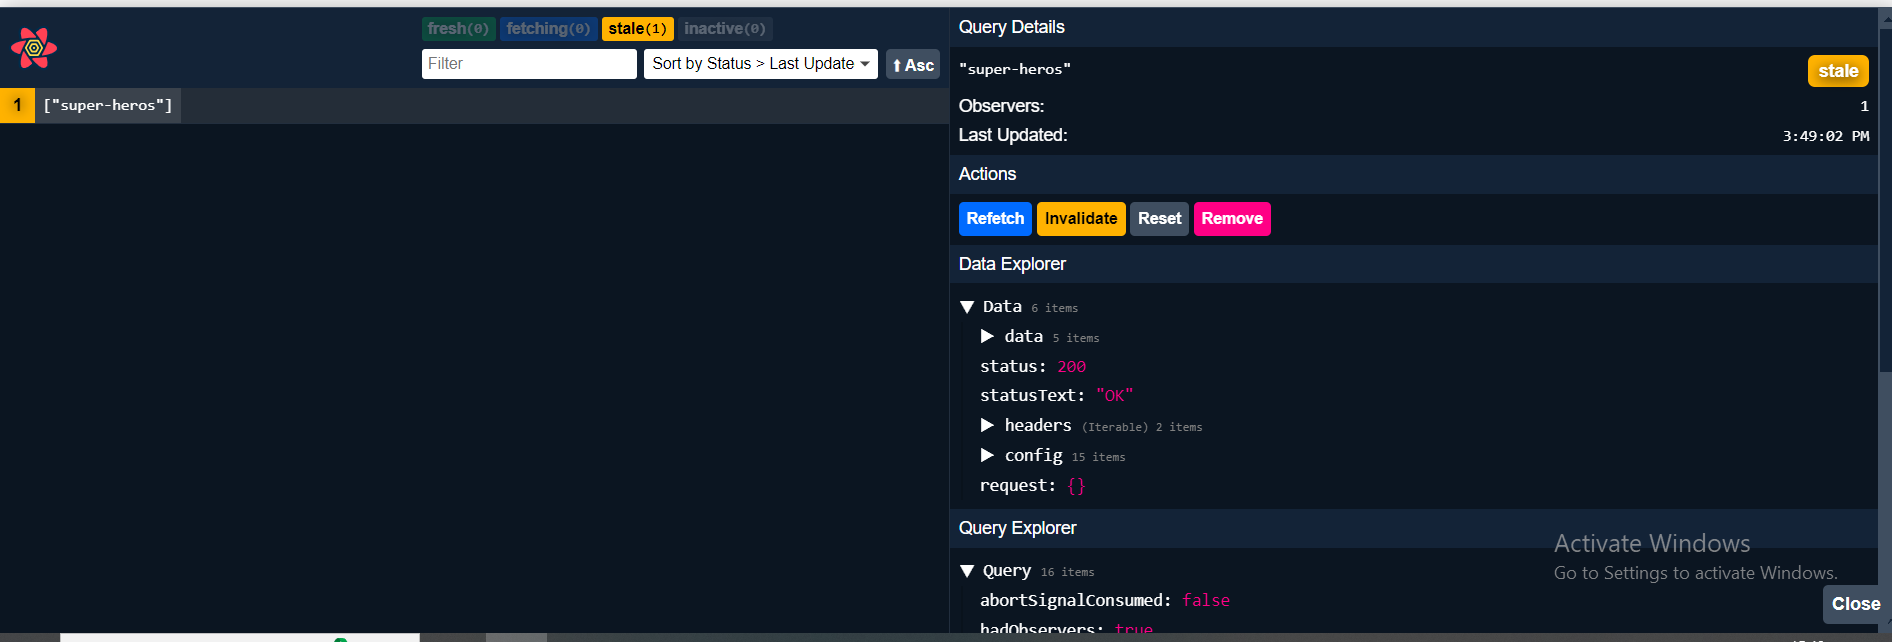 fresh(0) fetching(0) stale(1) inactive(0)
Filter Sort by Status > Last Update ⬆ Asc
1 ["super-heros"]
Query Details
"super-heros" stale
Observers: 1
Last Updated: 3:49:02 PM
Actions
Refetch Invalidate Reset Remove
Data Explorer
▼ Data 6 items
▶ data 5 items
status: 200
statusText: "OK"
▶ headers (Iterable) 2 items
▶ config 15 items
request: {}
Query Explorer
▼ Query 16 items
abortSignalConsumed: false
hadObservers: true
Activate Windows
Go to Settings to activate Windows.
Close